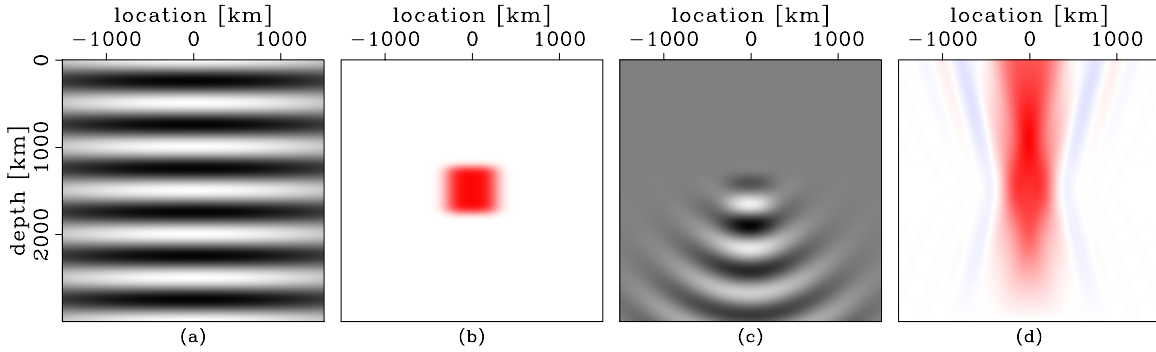 location [km] location [km] location [km] location [km]
−1000 0 1000 −1000 0 1000 −1000 0 1000 −1000 0 1000
0
1000
2000
depth [km]
(a) (b) (c) (d)